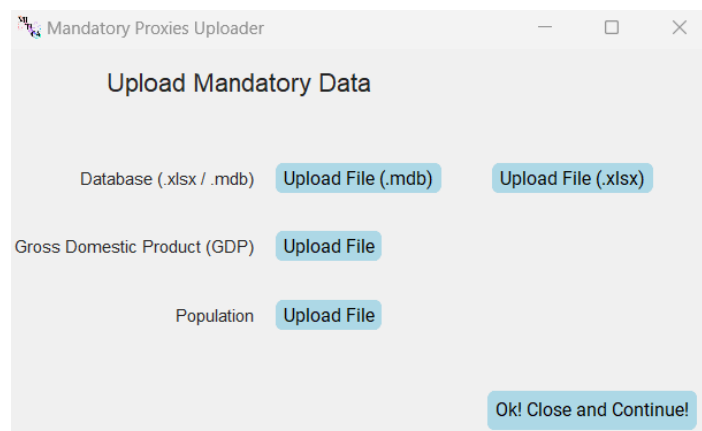 Mandatory Proxies Uploader
Upload Mandatory Data
Database (.xlsx / .mdb) Upload File (.mdb) Upload File (.xlsx)
Gross Domestic Product (GDP) Upload File
Population Upload File
Ok! Close and Continue!